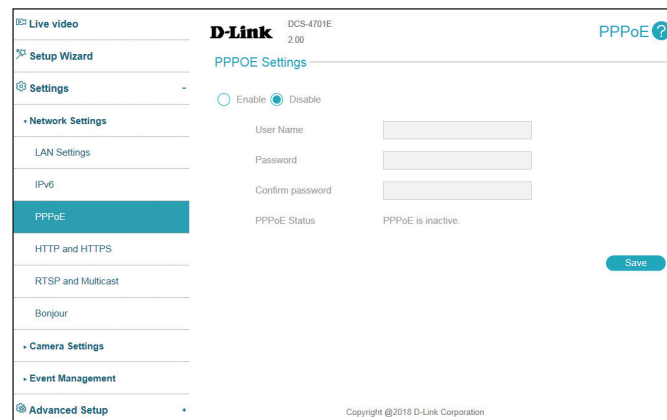 Live video
Setup Wizard
Settings -
Network Settings
LAN Settings
IPv6
PPPoE
HTTP and HTTPS
RTSP and Multicast
Bonjour
Camera Settings
Event Management
Advanced Setup +
D-Link DCS-4701E
2.00
PPPoE ?
PPPOE Settings
Enable Disable
User Name
Password
Confirm password
PPPoE Status PPPoE is inactive.
Save
Copyright @2018 D-Link Corporation